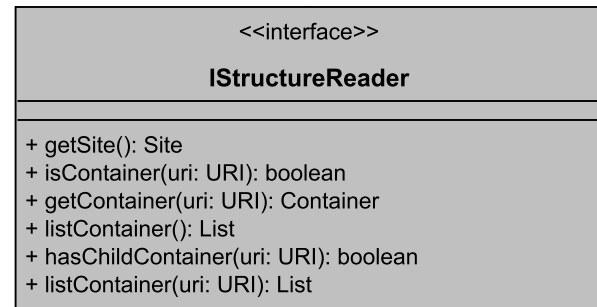 <<interface>>
IStructureReader
+ getSite(): Site
+ isContainer(uri: URI): boolean
+ getContainer(uri: URI): Container
+ listContainer(): List
+ hasChildContainer(uri: URI): boolean
+ listContainer(uri: URI): List